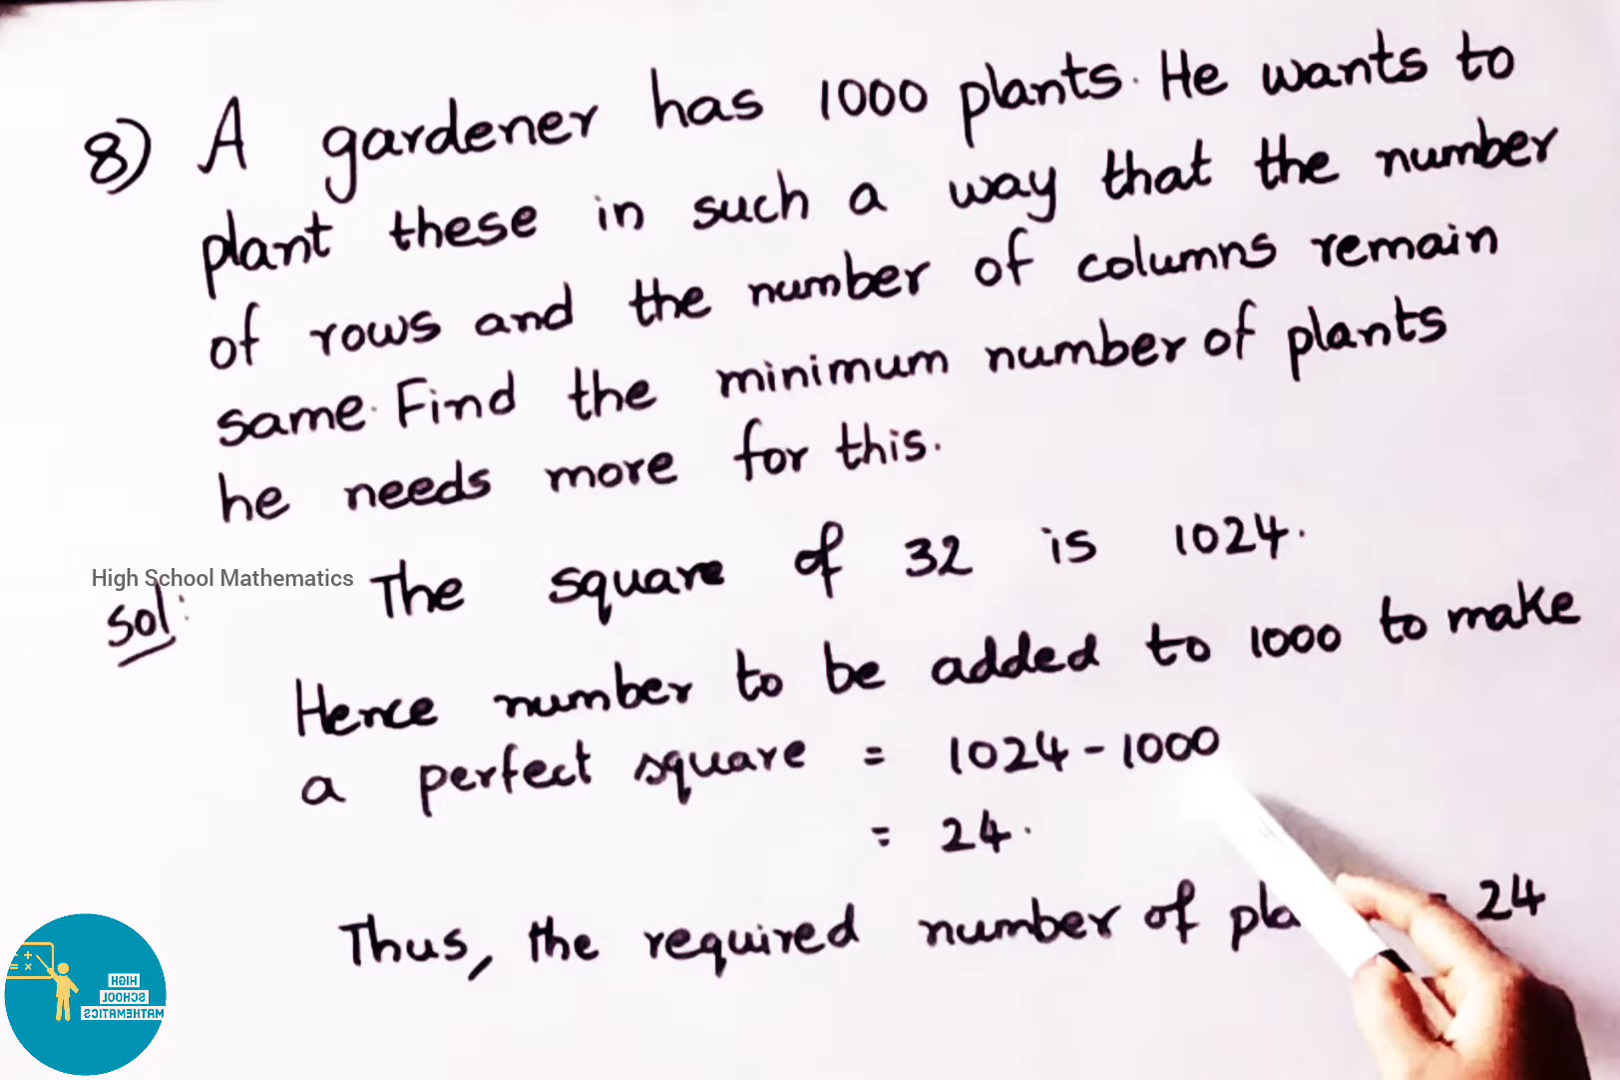 8) A gardener has 1000 plants. He wants to
plant these in such a way that the number
of rows and the number of columns remain
same. Find the minimum number of plants
he needs more for this.
High School Mathematics
Sol: The square of 32 is 1024.
Hence number to be added to 1000 to make
a perfect square = 1024 - 1000
= 24.
Thus, the required number of pla = 24
HIGH
SCHOOL
MATHEMATICS